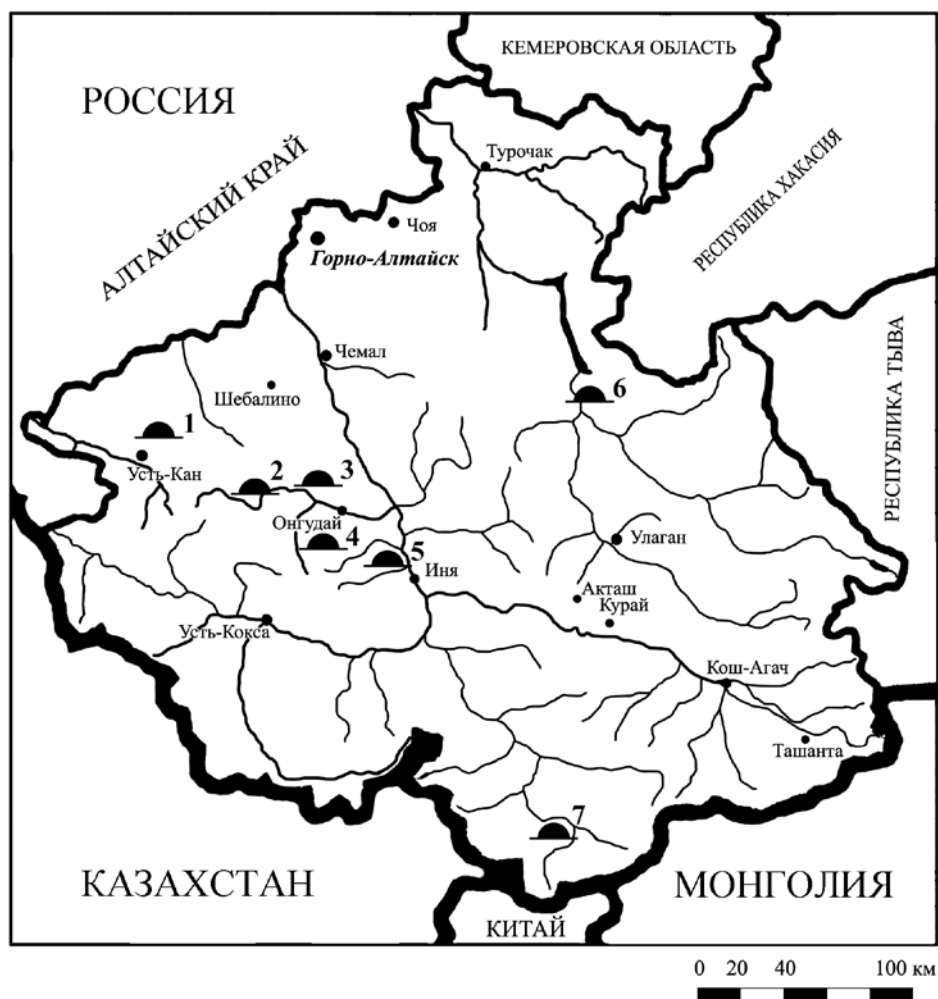 КЕМЕРОВСКАЯ ОБЛАСТЬ
РОССИЯ
Турочак
АЛТАЙСКИЙ КРАЙ
РЕСПУБЛИКА ХАКАСИЯ
Чоя
Горно-Алтайск
РЕСПУБЛИКА ТЫВА
Чемал
Шебалино
6
1
Усть-Кан
2
3
Онгудай
4
Улаган
5
Иня
Акташ
Курай
Усть-Кокса
Кош-Агач
Ташанта
7
КАЗАХСТАН
МОНГОЛИЯ
КИТАЙ
0 20 40 100 км